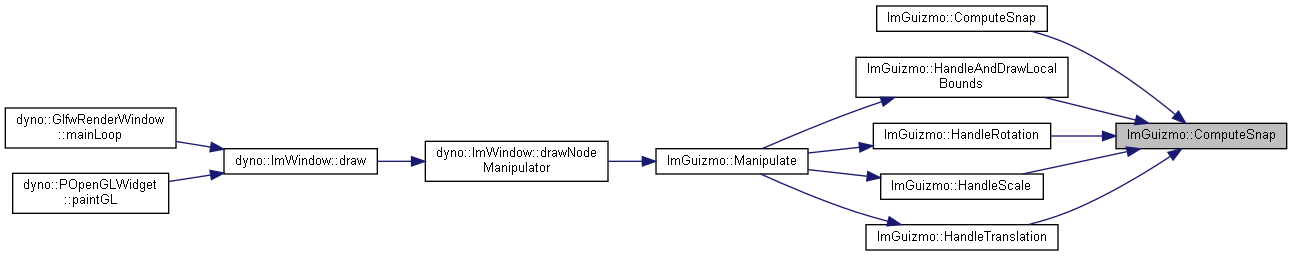 ImGuizmo::ComputeSnap
ImGuizmo::HandleAndDrawLocal
Bounds
dyno::GlfwRenderWindow
::mainLoop
ImGuizmo::HandleRotation
ImGuizmo::ComputeSnap
dyno::ImWindow::draw
dyno::ImWindow::drawNode
Manipulator
ImGuizmo::Manipulate
dyno::POpenGLWidget
::paintGL
ImGuizmo::HandleScale
ImGuizmo::HandleTranslation